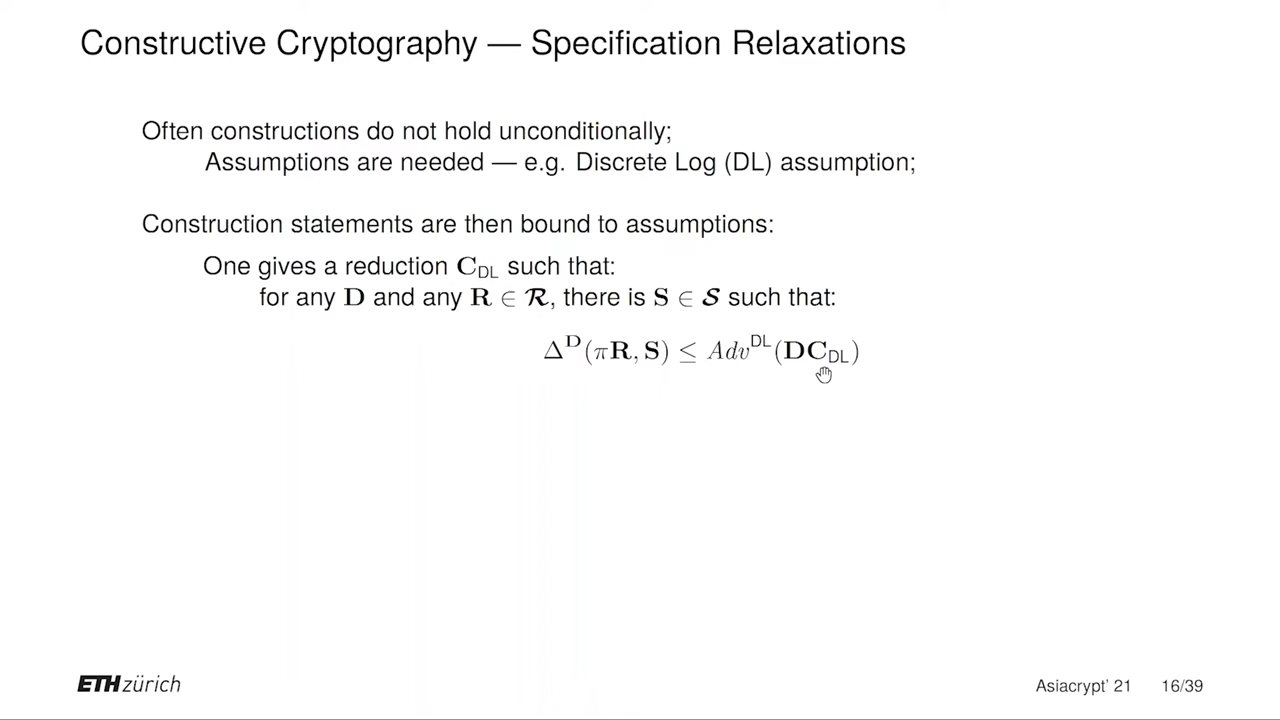 Constructive Cryptography — Specification Relaxations
Often constructions do not hold unconditionally;
Assumptions are needed — e.g. Discrete Log (DL) assumption;
Construction statements are then bound to assumptions:
One gives a reduction C_DL such that:
for any D and any R ∈ 𝓡, there is S ∈ 𝓢 such that:
Δ^D(πR, S) ≤ Adv^DL(DC_DL)
ETH zürich
Asiacrypt' 21 16/39